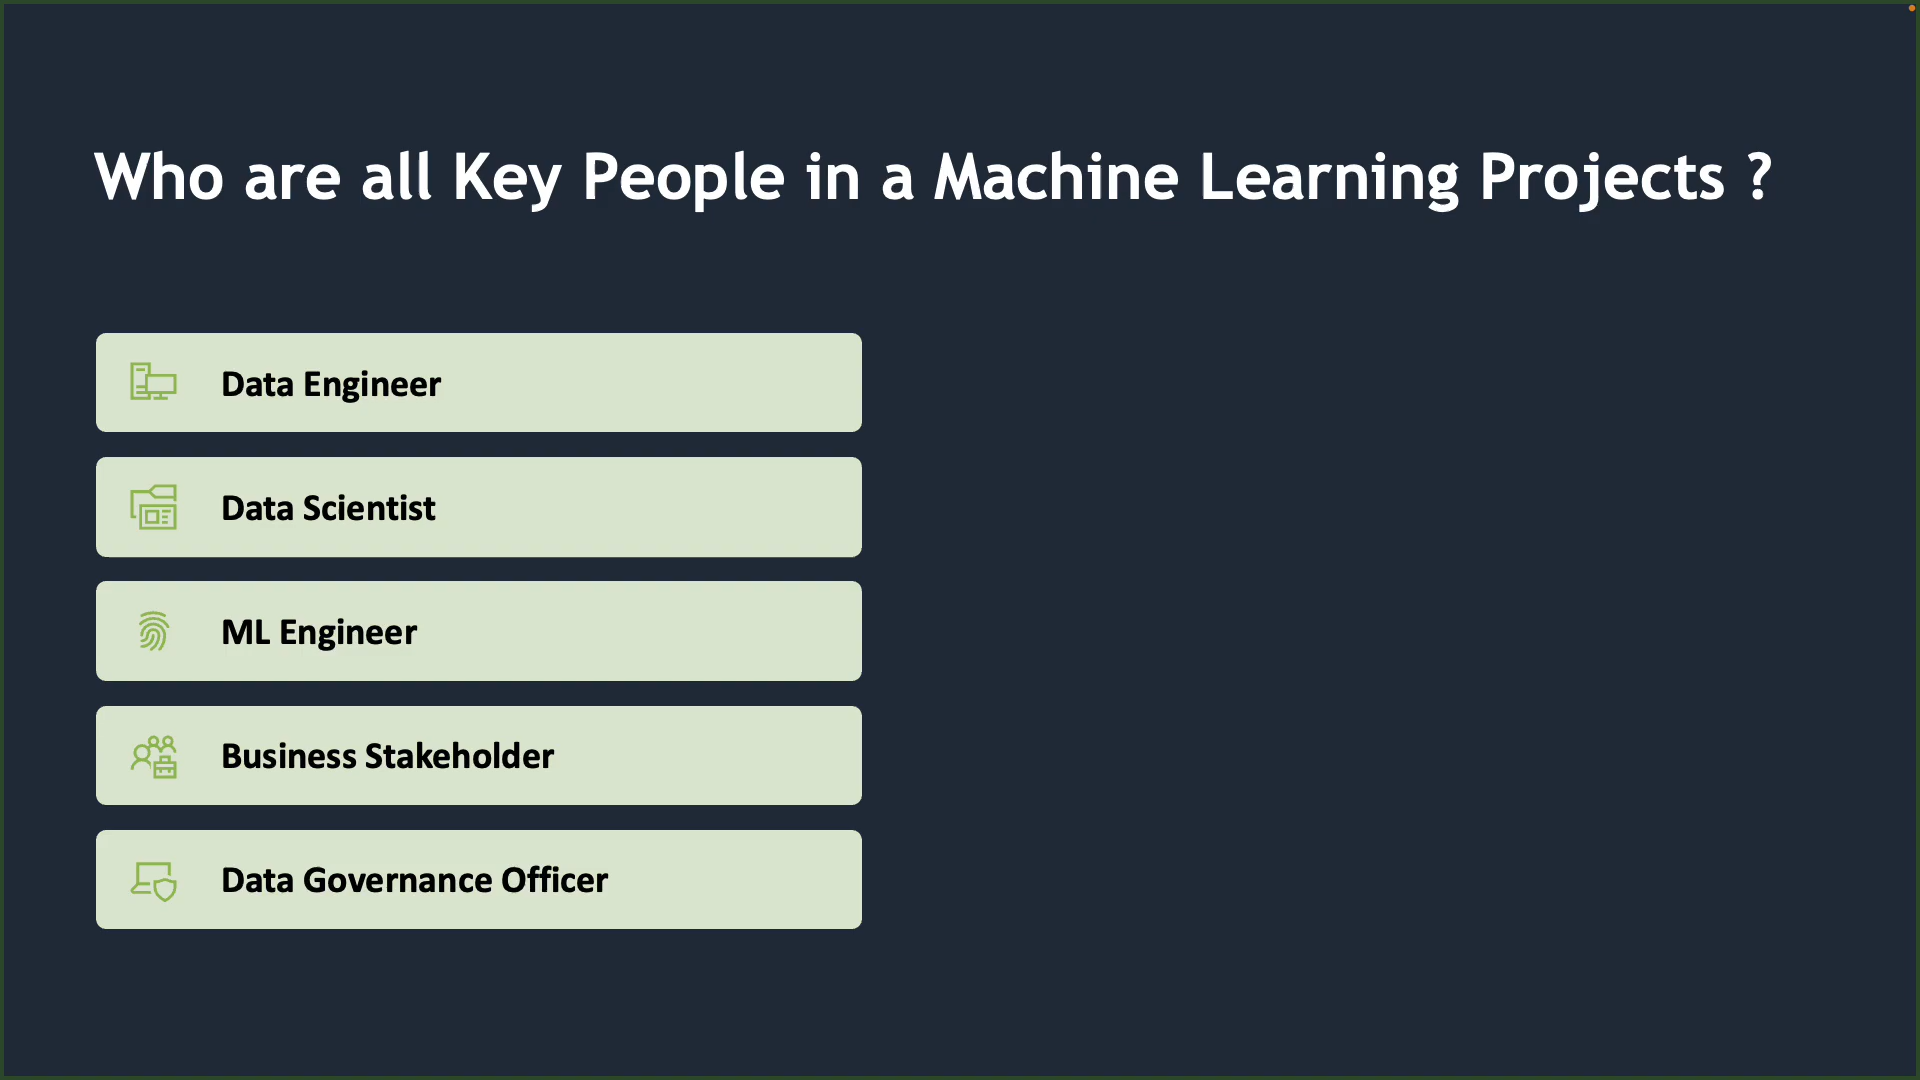 Who are all Key People in a Machine Learning Projects ?
Data Engineer
Data Scientist
ML Engineer
Business Stakeholder
Data Governance Officer